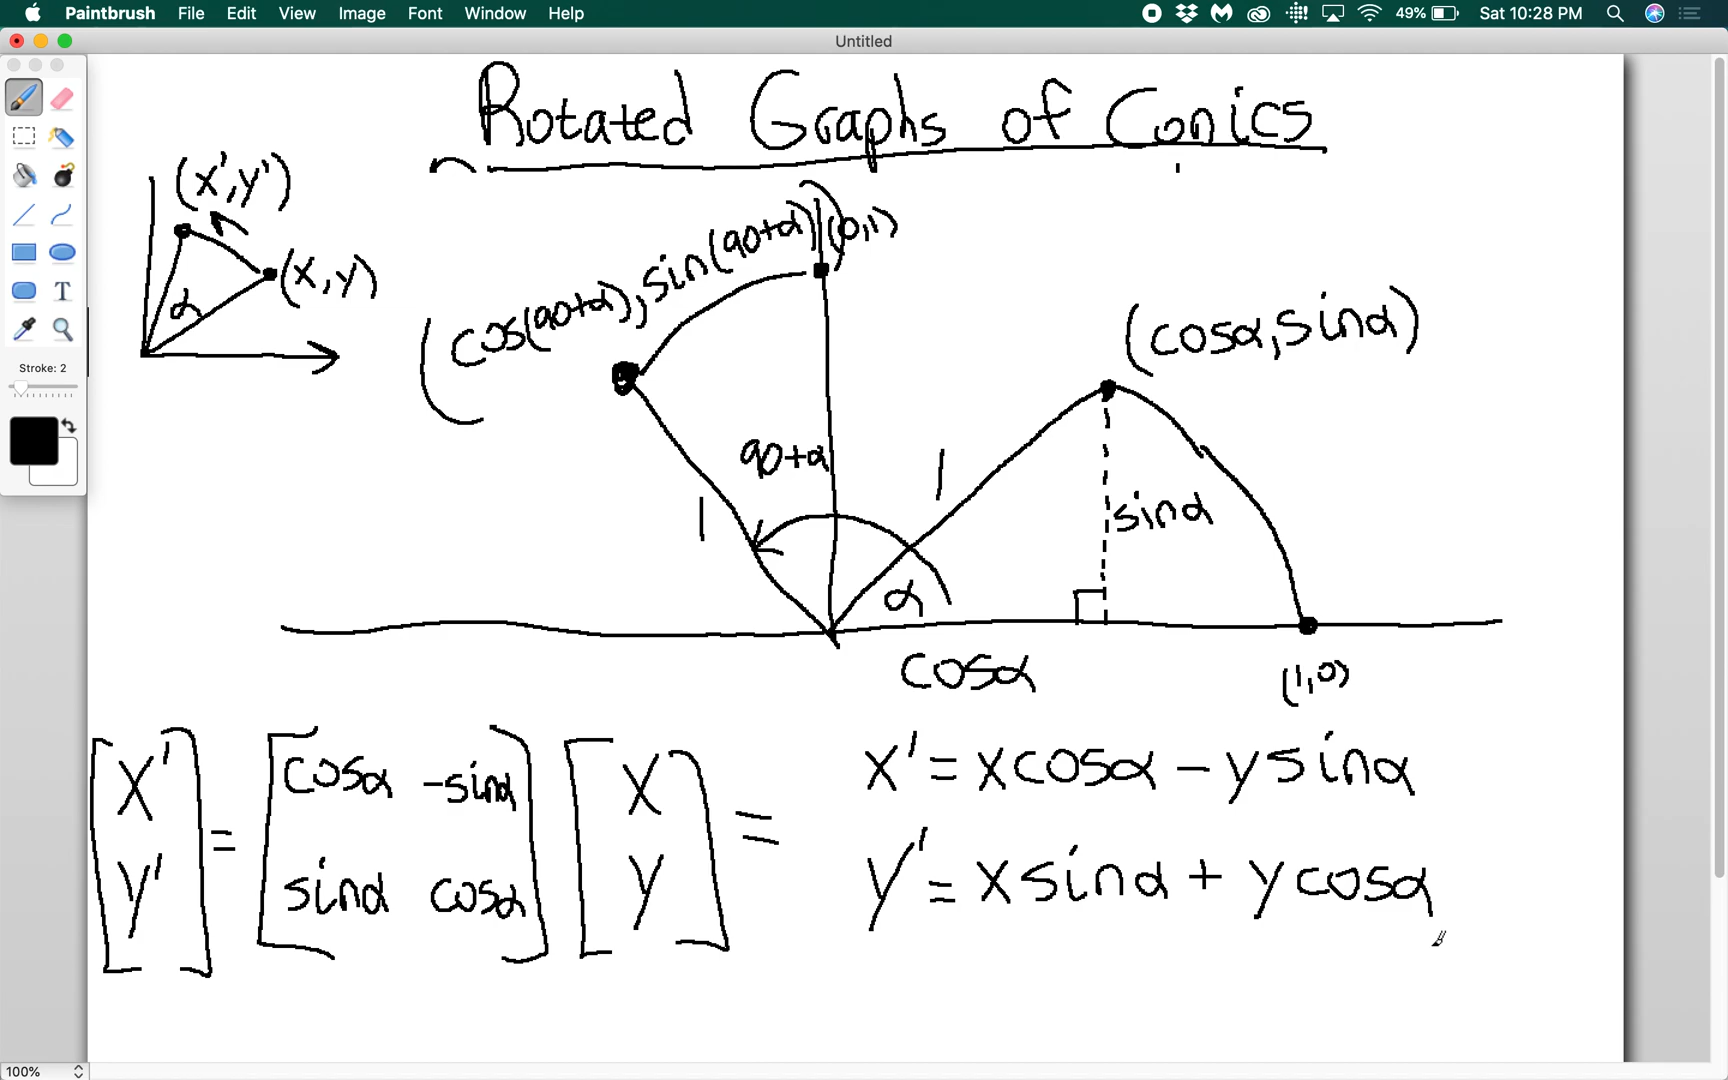 Paintbrush File Edit View Image Font Window Help 49% Sat 10:28 PM
Untitled
Rotated Graphs of Conics
(x',y')
(x,y)
α
(cos(90+α), sin(90+α))
(0,1)
(cosα, sinα)
90+α
1
1
sinα
α
cosα
(1,0)
[x' y'] = [cosα -sinα sinα cosα] [x y] =
x' = xcosα - ysinα
y' = xsinα + ycosα
T
Stroke: 2
100%